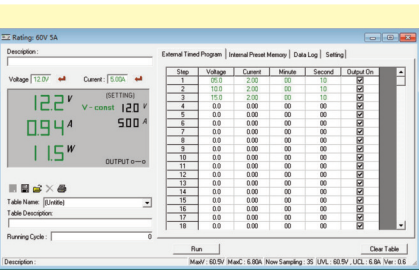 Rating: 60V 5A
Description :
Voltage 12.0V Current : 5.00A
12.2 V
0.94 A
11.5 W
(SETTING)
V - const 12.0 V
5.00 A
OUTPUT
Table Name: [Untitle]
Table Description:
Running Cycle : 0
External Timed Program Internal Preset Memory Data Log Setting
Step Voltage Current Minute Second Output On
1 05.0 2.00 00 10
2 10.0 2.00 00 10
3 15.0 2.00 00 10
4 0.0 0.00 00 00
5 0.0 0.00 00 00
6 0.0 0.00 00 00
7 0.0 0.00 00 00
8 0.0 0.00 00 00
9 0.0 0.00 00 00
10 0.0 0.00 00 00
11 0.0 0.00 00 00
12 0.0 0.00 00 00
13 0.0 0.00 00 00
14 0.0 0.00 00 00
15 0.0 0.00 00 00
16 0.0 0.00 00 00
17 0.0 0.00 00 00
18 0.0 0.00 00 00
Run Clear Table
Description : MaxV : 60.5V MaxC : 6.80A Now Sampling : 3S UVL : 60.5V , UCL : 6.8A Ver : 0.6